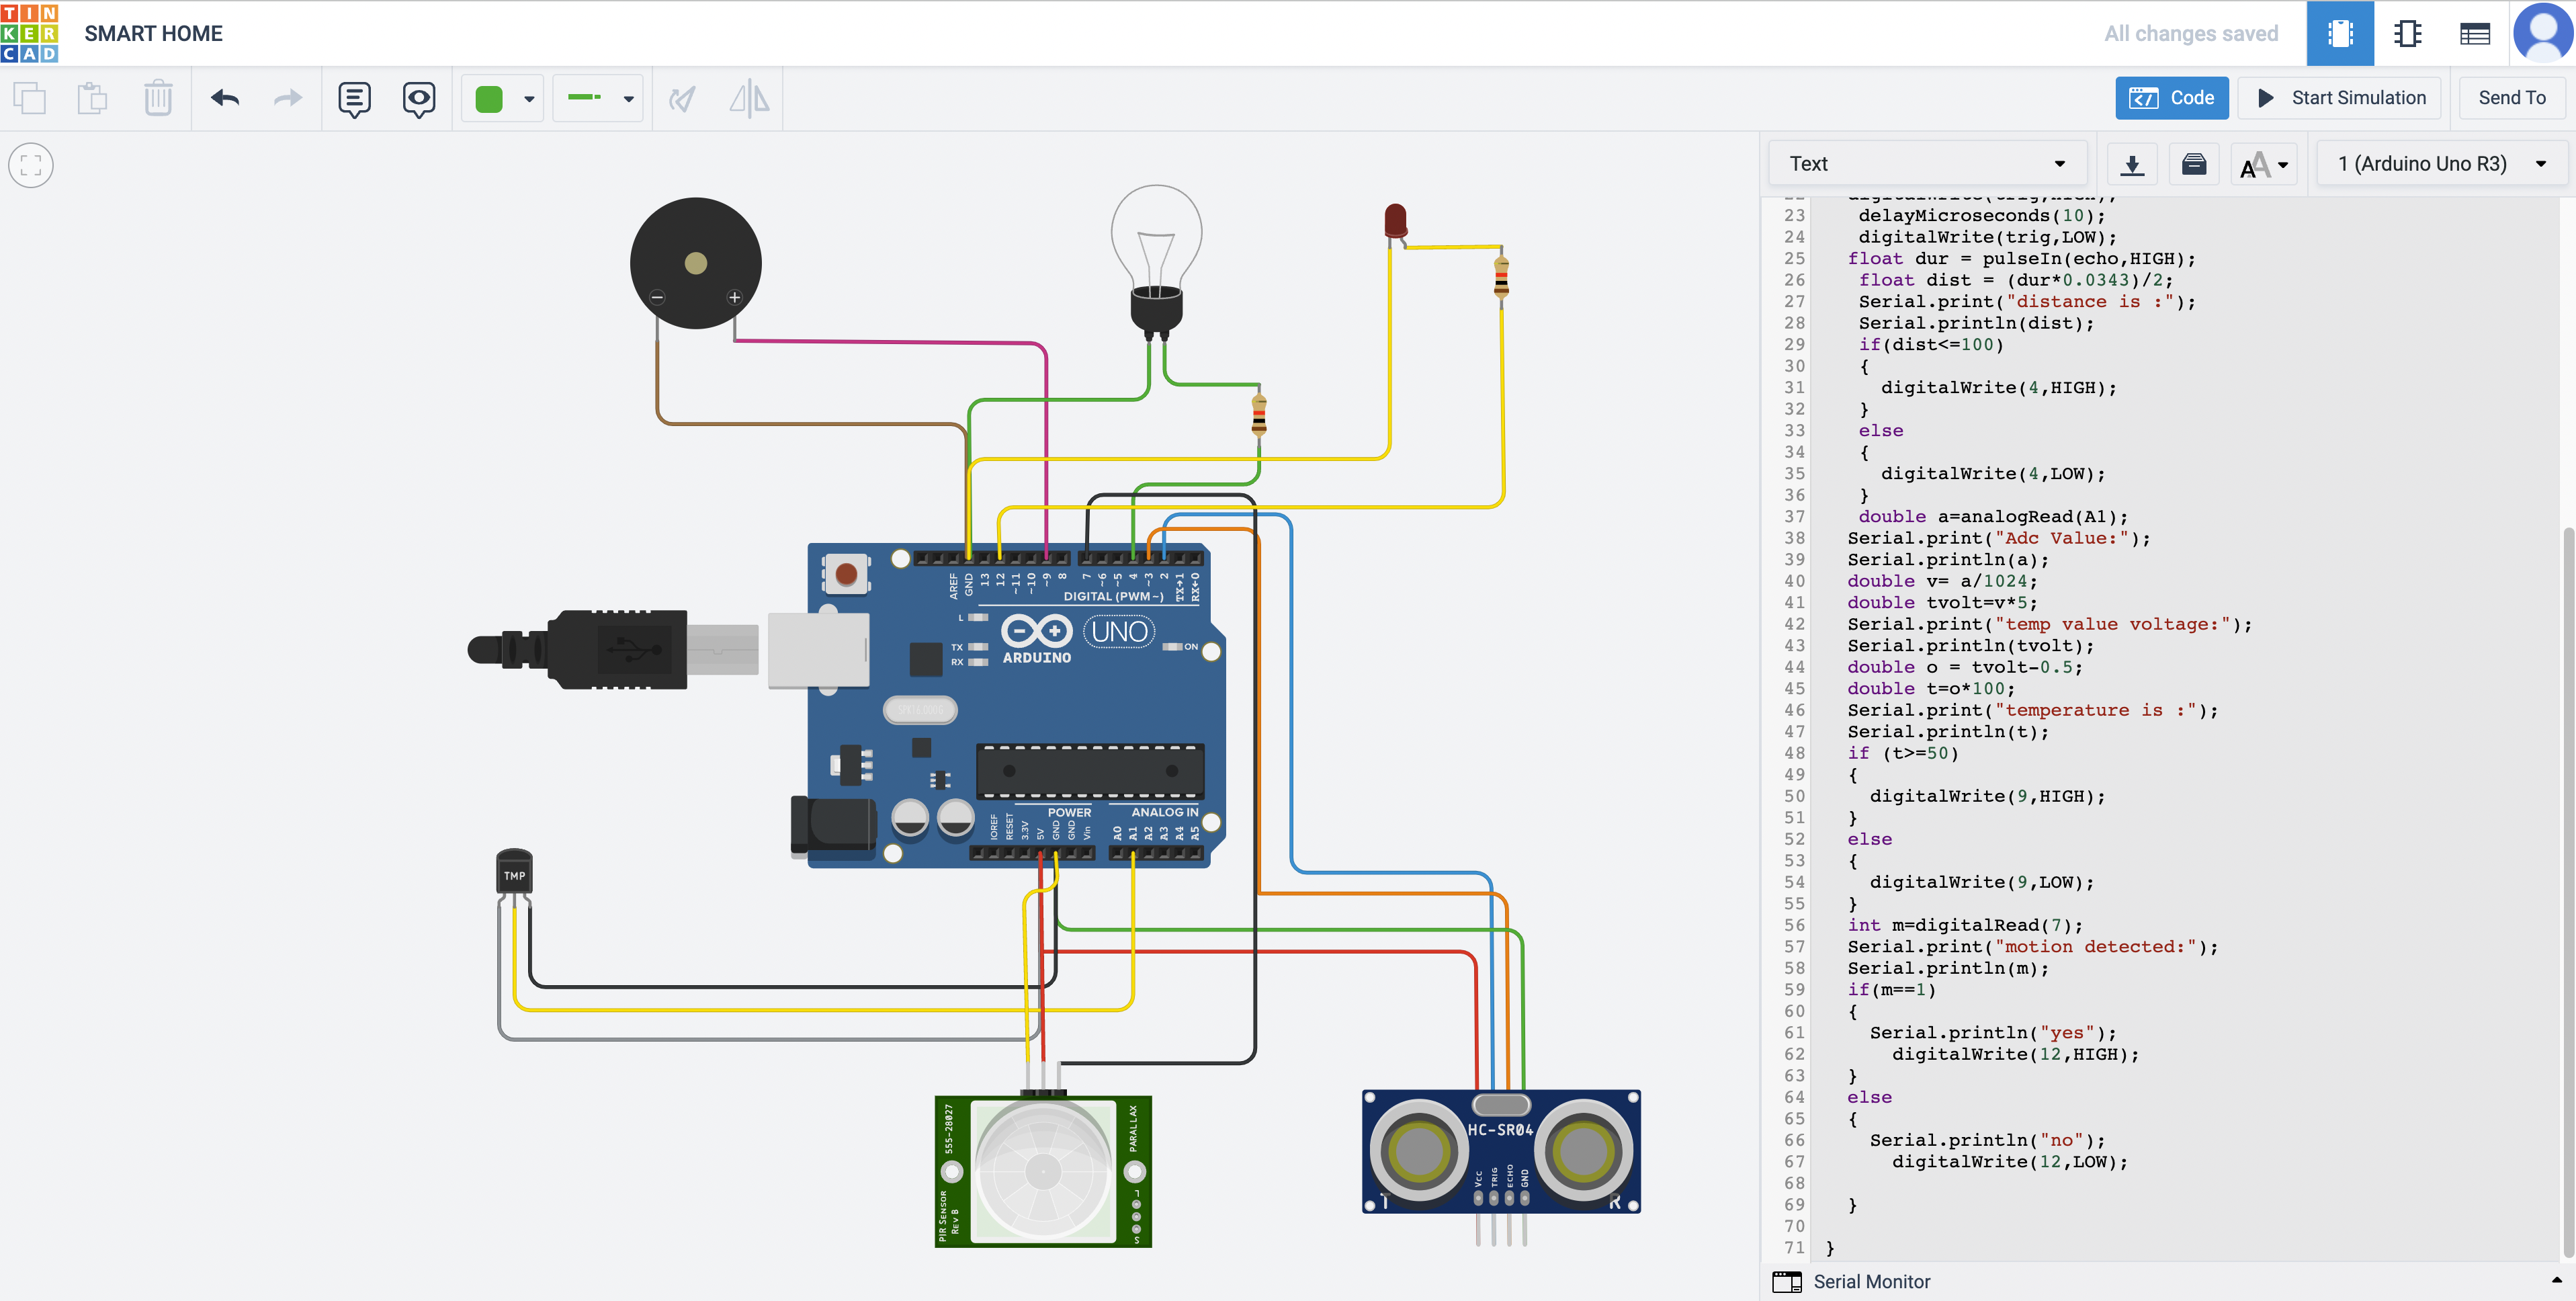 TIN
KER
CAD
SMART HOME
All changes saved
Code
Start Simulation
Send To
Text
AA
1 (Arduino Uno R3)
23 delayMicroseconds(10);
24 digitalWrite(trig,LOW);
25 float dur = pulseIn(echo,HIGH);
26 float dist = (dur*0.0343)/2;
27 Serial.print("distance is :");
28 Serial.println(dist);
29 if(dist<=100)
30 {
31 digitalWrite(4,HIGH);
32 }
33 else
34 {
35 digitalWrite(4,LOW);
36 }
37 double a=analogRead(A1);
38 Serial.print("Adc Value:");
39 Serial.println(a);
40 double v= a/1024;
41 double tvolt=v*5;
42 Serial.print("temp value voltage:");
43 Serial.println(tvolt);
44 double o = tvolt-0.5;
45 double t=o*100;
46 Serial.print("temperature is :");
47 Serial.println(t);
48 if (t>=50)
49 {
50 digitalWrite(9,HIGH);
51 }
52 else
53 {
54 digitalWrite(9,LOW);
55 }
56 int m=digitalRead(7);
57 Serial.print("motion detected:");
58 Serial.println(m);
59 if(m==1)
60 {
61 Serial.println("yes");
62 digitalWrite(12,HIGH);
63 }
64 else
65 {
66 Serial.println("no");
67 digitalWrite(12,LOW);
68
69 }
70
71 }
Serial Monitor
AREF GND 13 12 ~11 ~10 ~9 8 7 ~6 ~5 4 ~3 2 TX→1 RX←0
DIGITAL (PWM~)
L
TX
RX
UNO
ARDUINO
ON
POWER
ANALOG IN
IOREF RESET 3.3V 5V GND GND Vin A0 A1 A2 A3 A4 A5
TMP
555-28027
PARALLAX
PIR SENSOR
REV B
S
HC-SR04
VCC TRIG ECHO GND
T
R